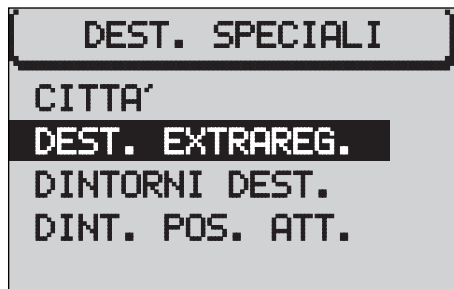 DEST. SPECIALI
CITTA´
DEST. EXTRAREG.
DINTORNI DEST.
DINT. POS. ATT.